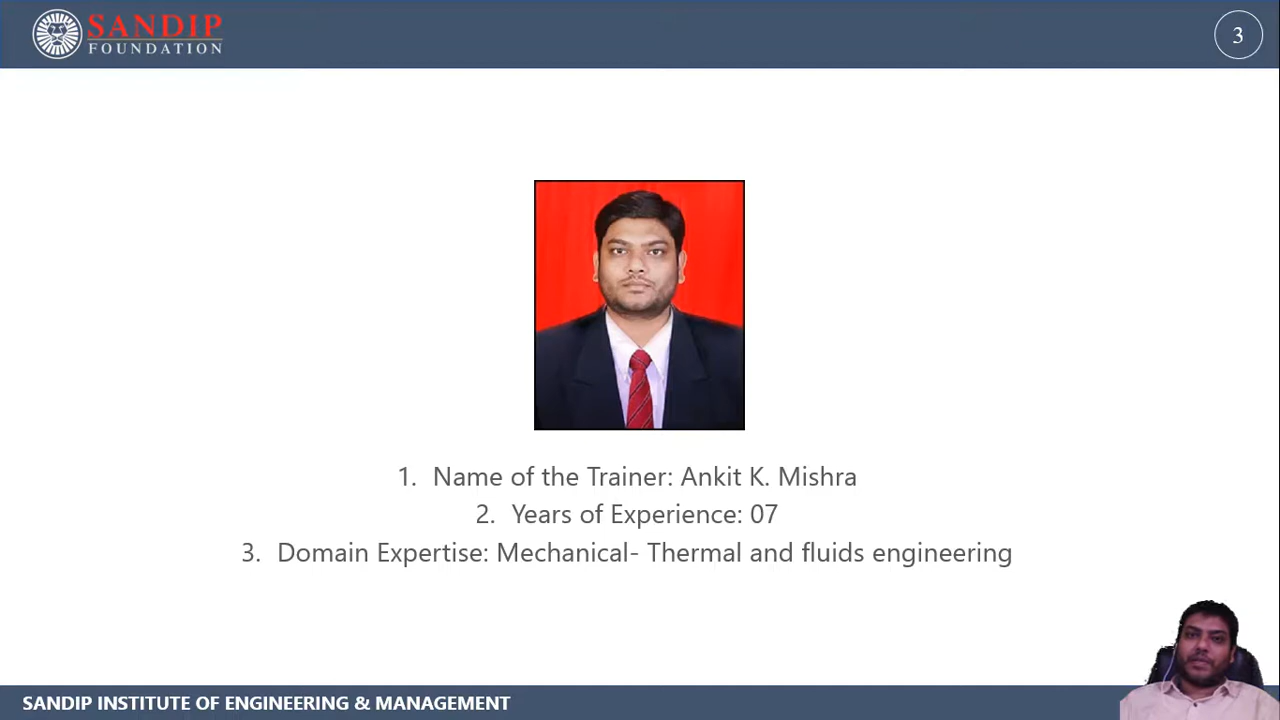 SANDIP
FOUNDATION
3
1. Name of the Trainer: Ankit K. Mishra
2. Years of Experience: 07
3. Domain Expertise: Mechanical- Thermal and fluids engineering
SANDIP INSTITUTE OF ENGINEERING & MANAGEMENT